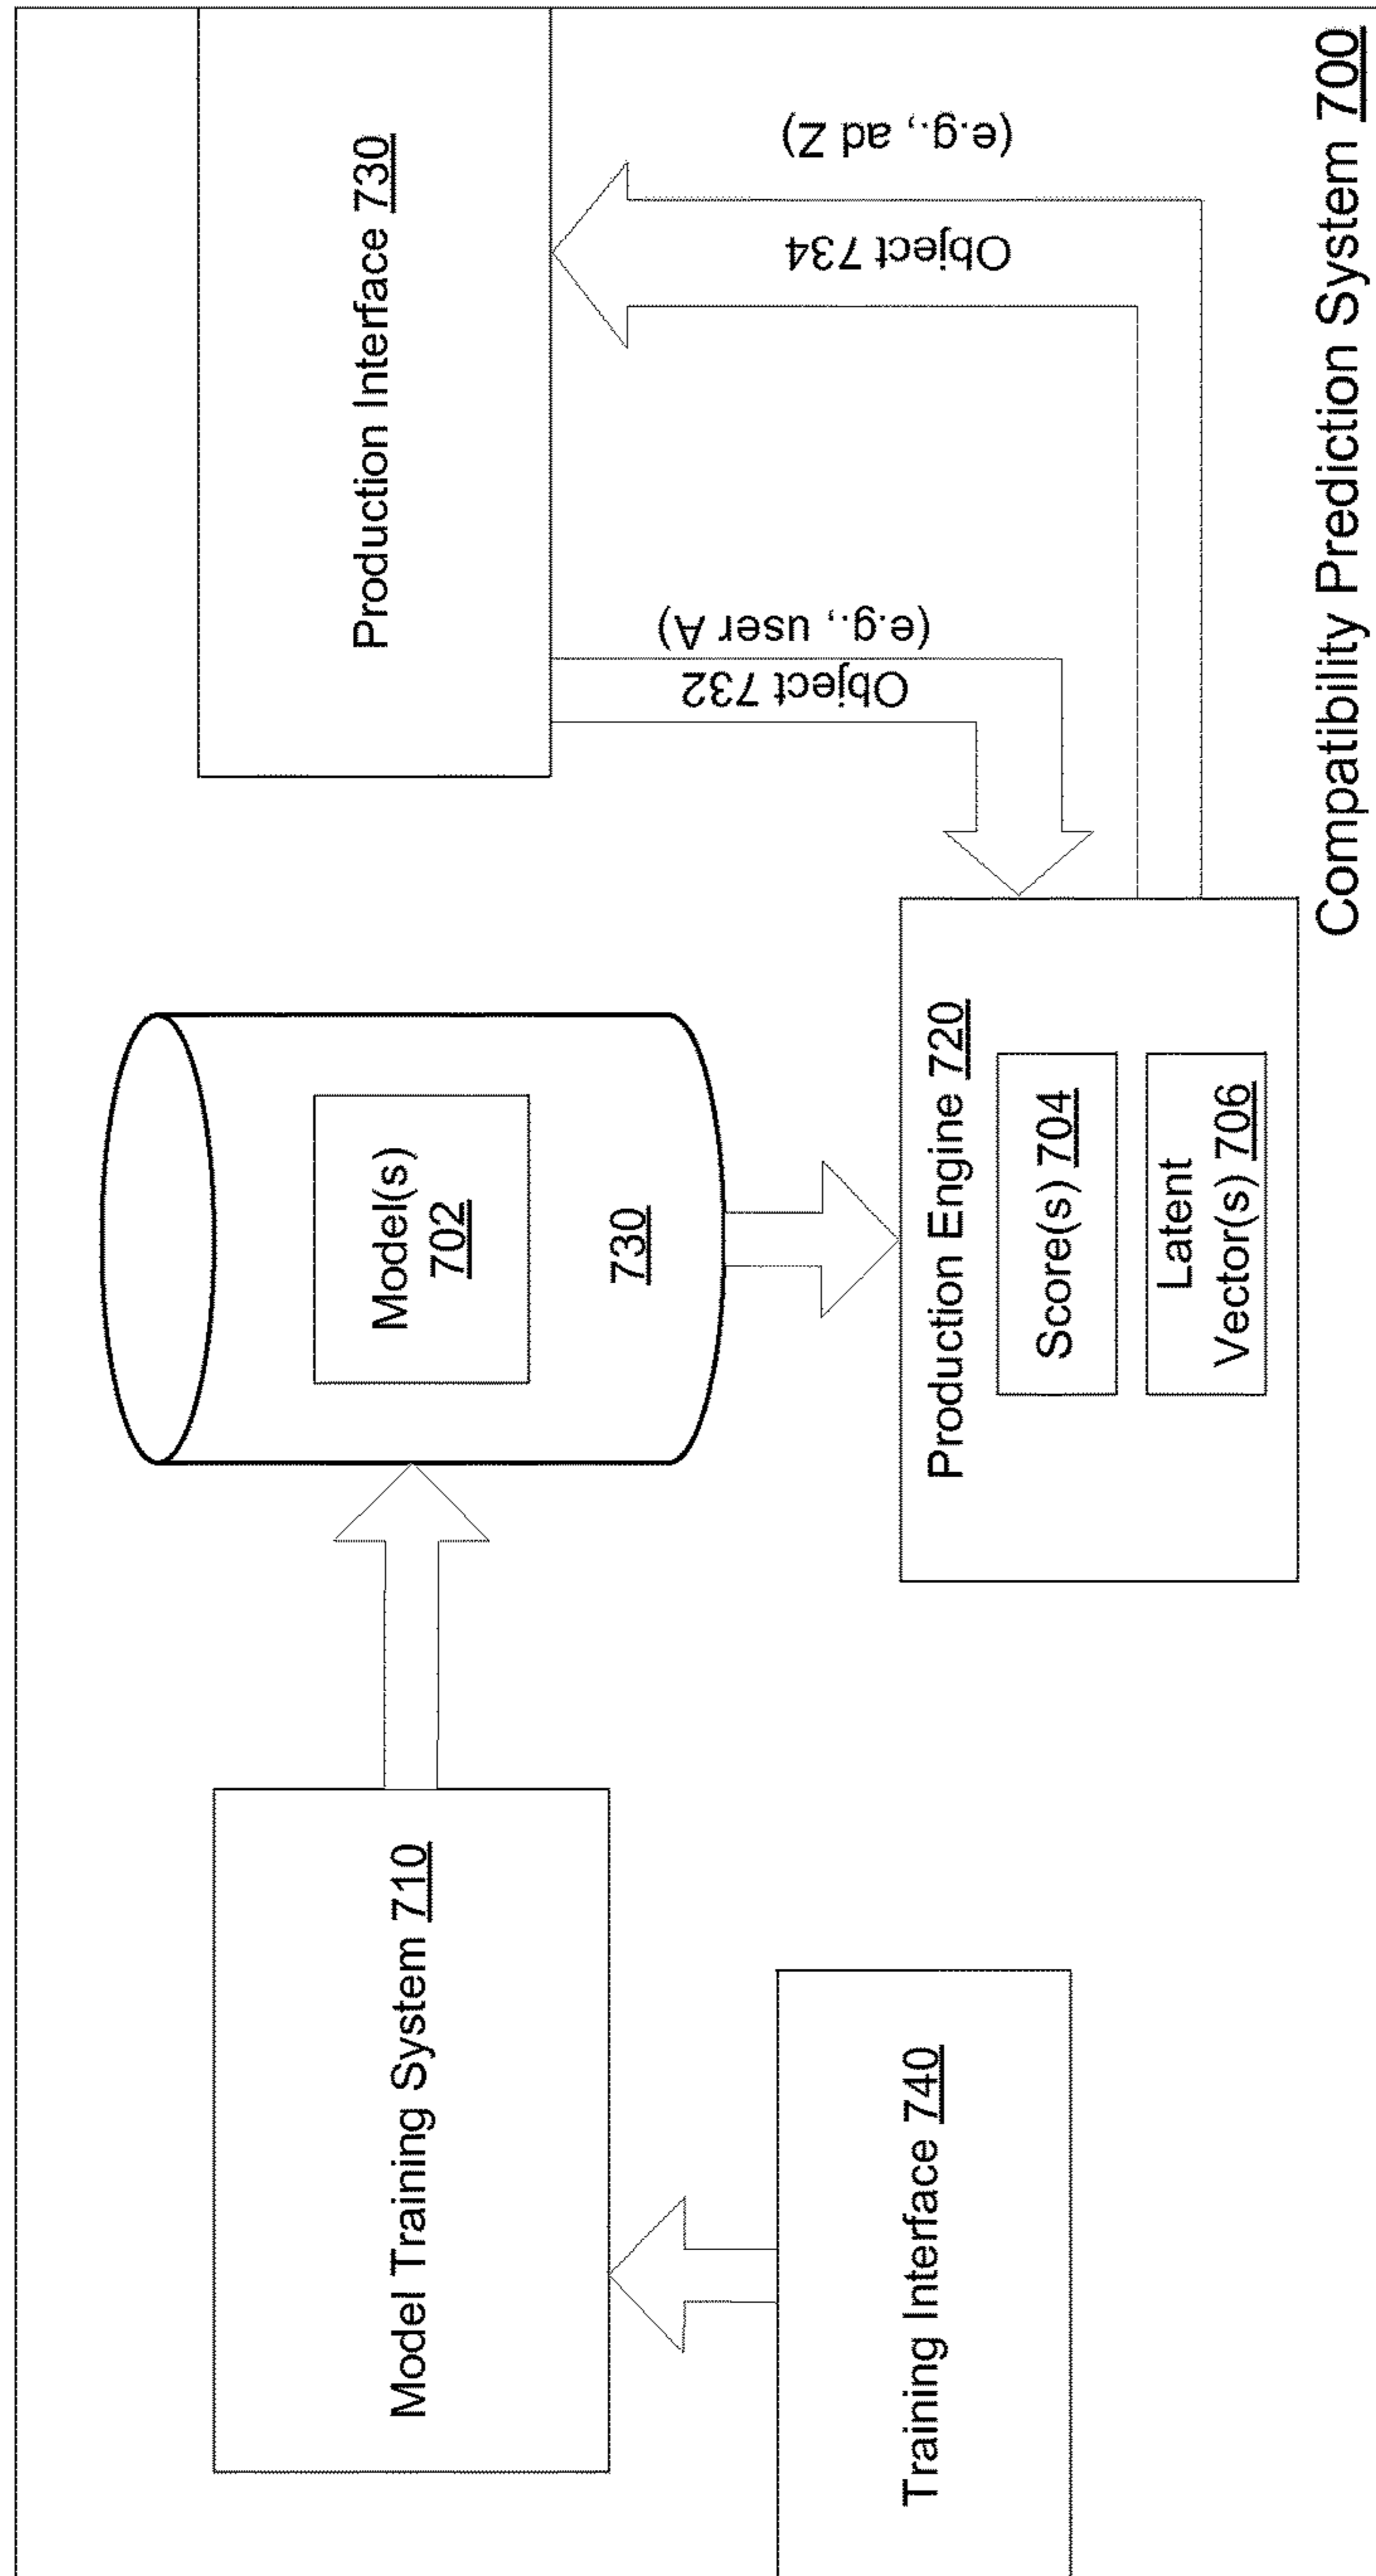 Model Training System 710
Training Interface 740
Model(s)
702
730
Production Engine 720
Score(s) 704
Latent
Vector(s) 706
Production Interface 730
Object 732
(e.g., user A)
Object 734
(e.g., ad Z)
Compatibility Prediction System 700